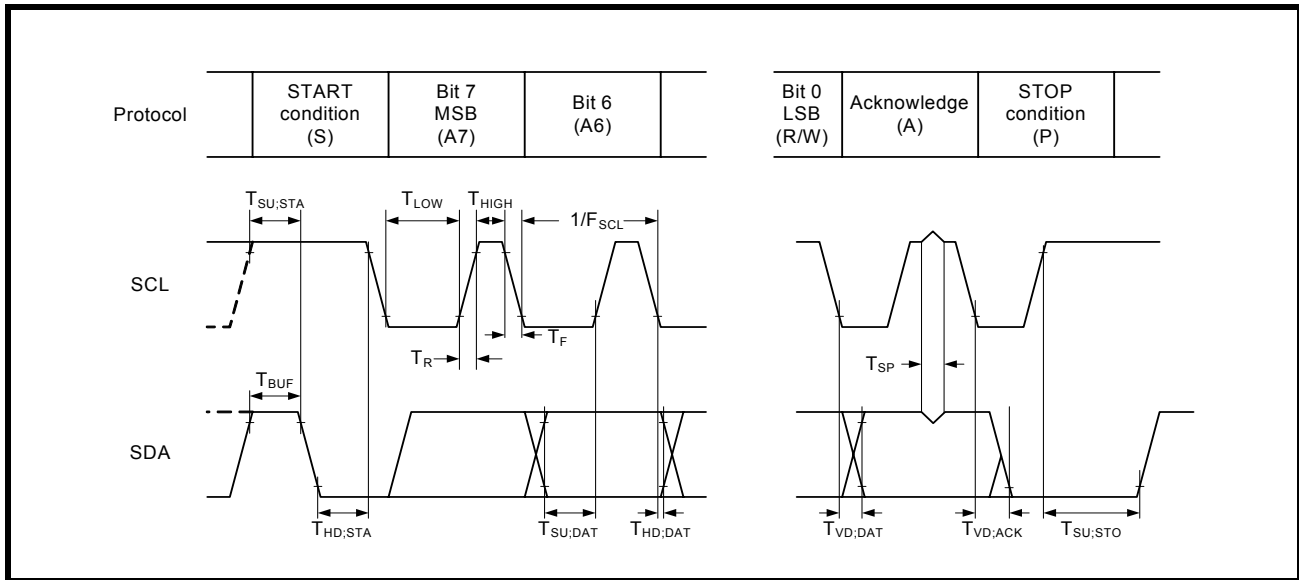 Protocol
START
condition
(S)
Bit 7
MSB
(A7)
Bit 6
(A6)
Bit 0
LSB
(R/W)
Acknowledge
(A)
STOP
condition
(P)
TSU;STA
TLOW
THIGH
1/FSCL
SCL
TF
TR
TSP
TBUF
SDA
THD;STA
TSU;DAT
THD;DAT
TVD;DAT
TVD;ACK
TSU;STO